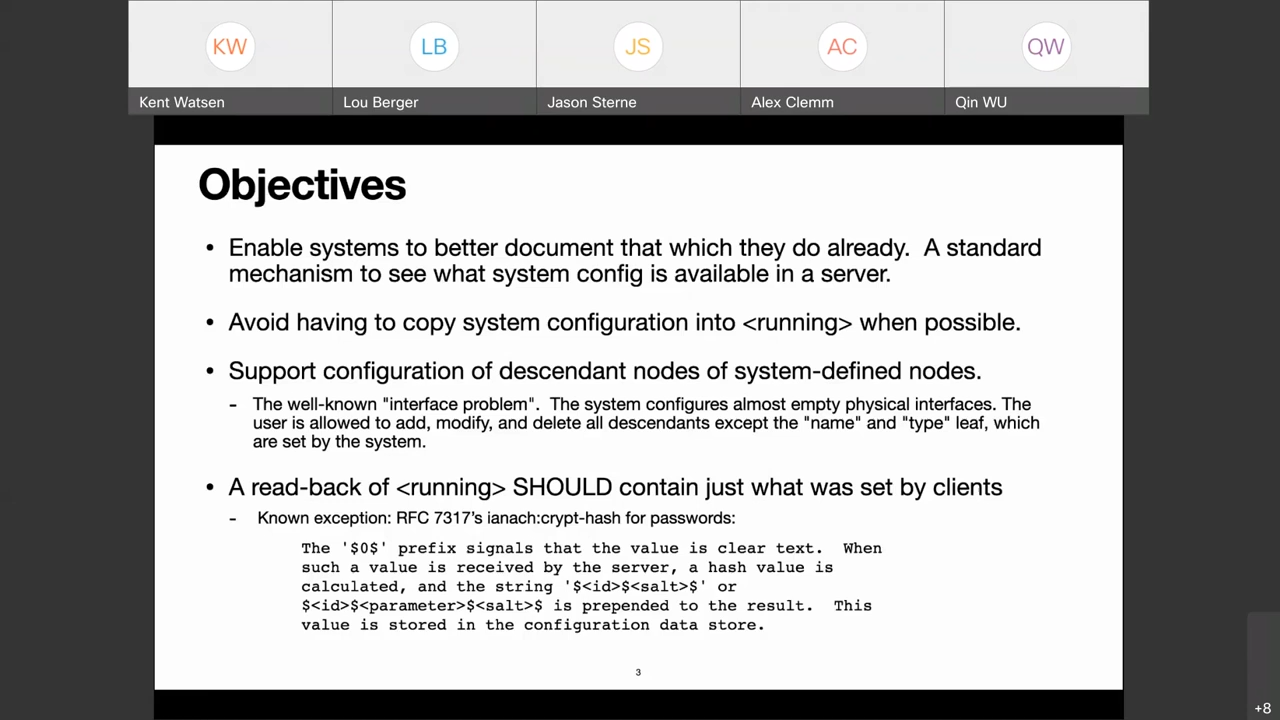 KW
LB
JS
AC
QW
Kent Watsen
Lou Berger
Jason Sterne
Alex Clemm
Qin WU
Objectives
• Enable systems to better document that which they do already. A standard
mechanism to see what system config is available in a server.
• Avoid having to copy system configuration into <running> when possible.
• Support configuration of descendant nodes of system-defined nodes.
- The well-known "interface problem". The system configures almost empty physical interfaces. The
user is allowed to add, modify, and delete all descendants except the "name" and "type" leaf, which
are set by the system.
• A read-back of <running> SHOULD contain just what was set by clients
- Known exception: RFC 7317’s ianach:crypt-hash for passwords:
The '$0$' prefix signals that the value is clear text. When
such a value is received by the server, a hash value is
calculated, and the string '$<id>$<salt>$' or
$<id>$<parameter>$<salt>$ is prepended to the result. This
value is stored in the configuration data store.
3
+8